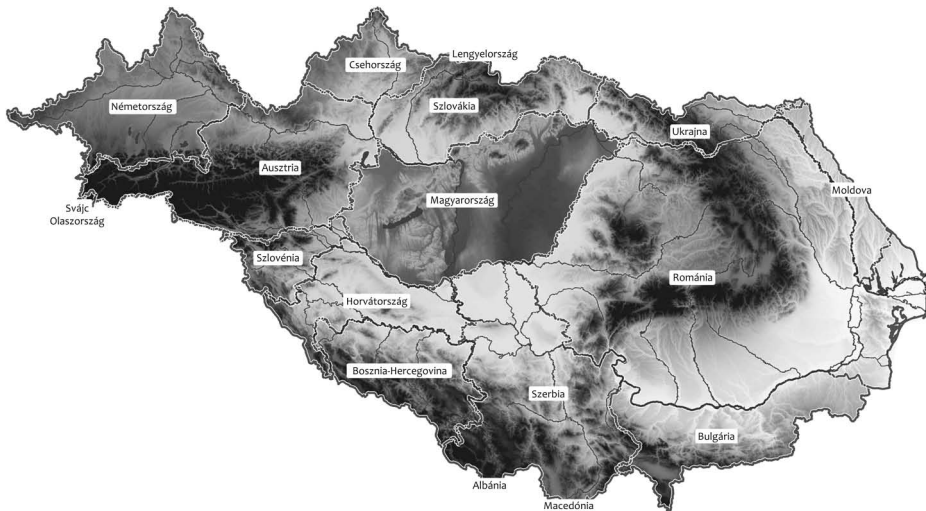 Csehország
Lengyelország
Németország
Szlovákia
Ukrajna
Ausztria
Moldova
Magyarország
Svájc
Olaszország
Szlovénia
Románia
Horvátország
Bosznia-Hercegovina
Szerbia
Bulgária
Albánia
Macedónia